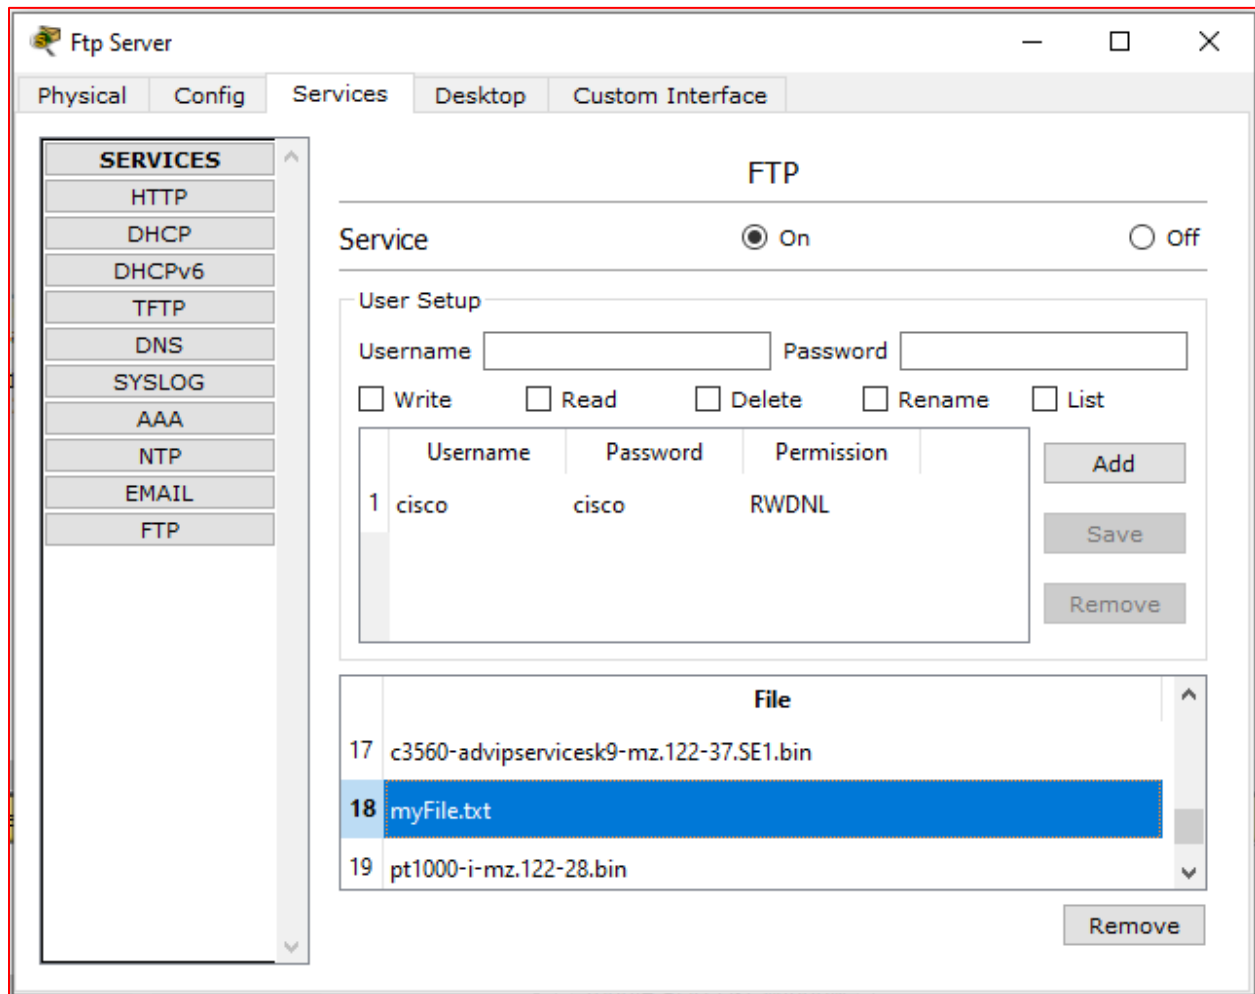 Ftp Server
Physical Config Services Desktop Custom Interface
SERVICES
HTTP
DHCP
DHCPv6
TFTP
DNS
SYSLOG
AAA
NTP
EMAIL
FTP
FTP
Service On Off
User Setup
Username Password
Write Read Delete Rename List
Username Password Permission
1 cisco cisco RWDNL
Add
Save
Remove
File
17 c3560-advipservicesk9-mz.122-37.SE1.bin
18 myFile.txt
19 pt1000-i-mz.122-28.bin
Remove